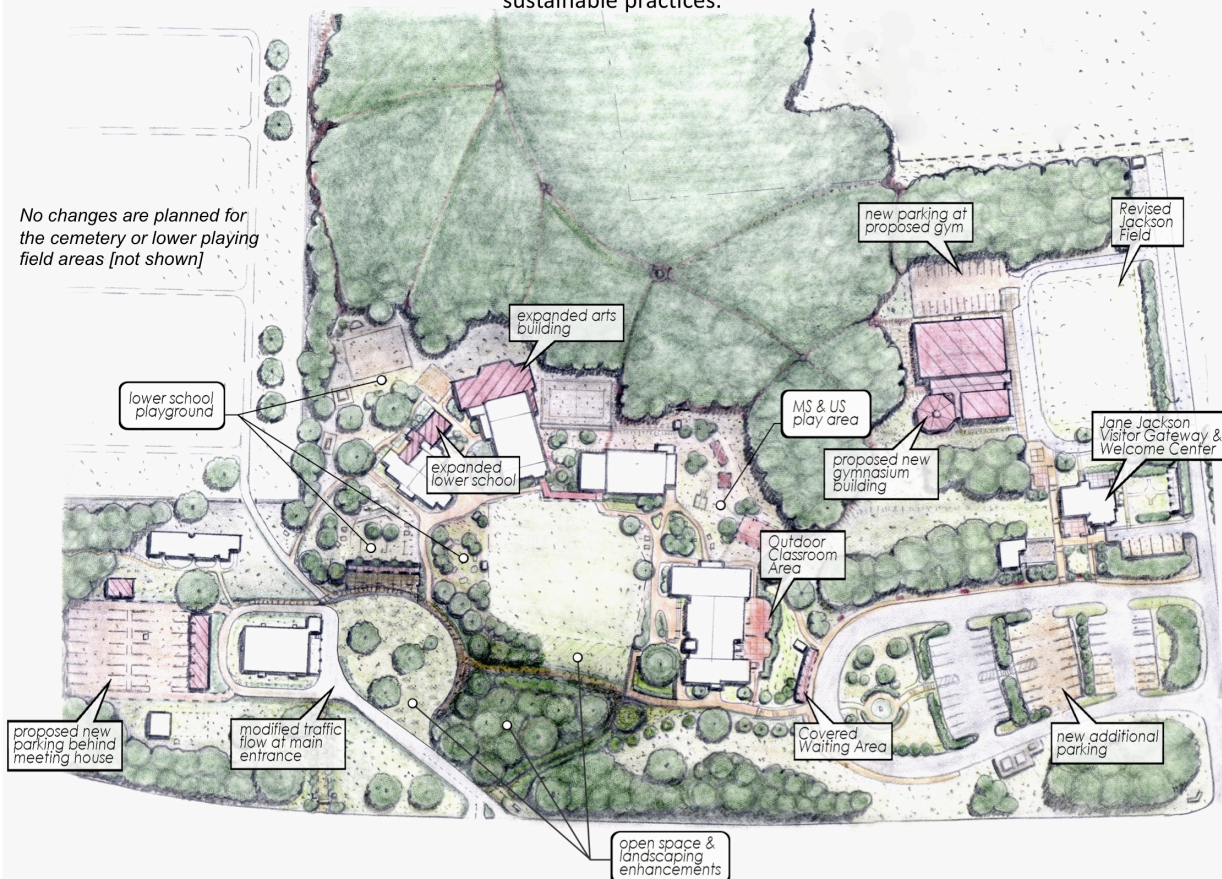 sustainable practices.
No changes are planned for
the cemetery or lower playing
field areas [not shown]
new parking at
proposed gym
Revised
Jackson
Field
expanded arts
building
lower school
playground
MS & US
play area
Jane Jackson
Visitor Gateway &
Welcome Center
expanded
lower school
proposed new
gymnasium
building
Outdoor
Classroom
Area
proposed new
parking behind
meeting house
modified traffic
flow at main
entrance
Covered
Waiting Area
new additional
parking
open space &
landscaping
enhancements